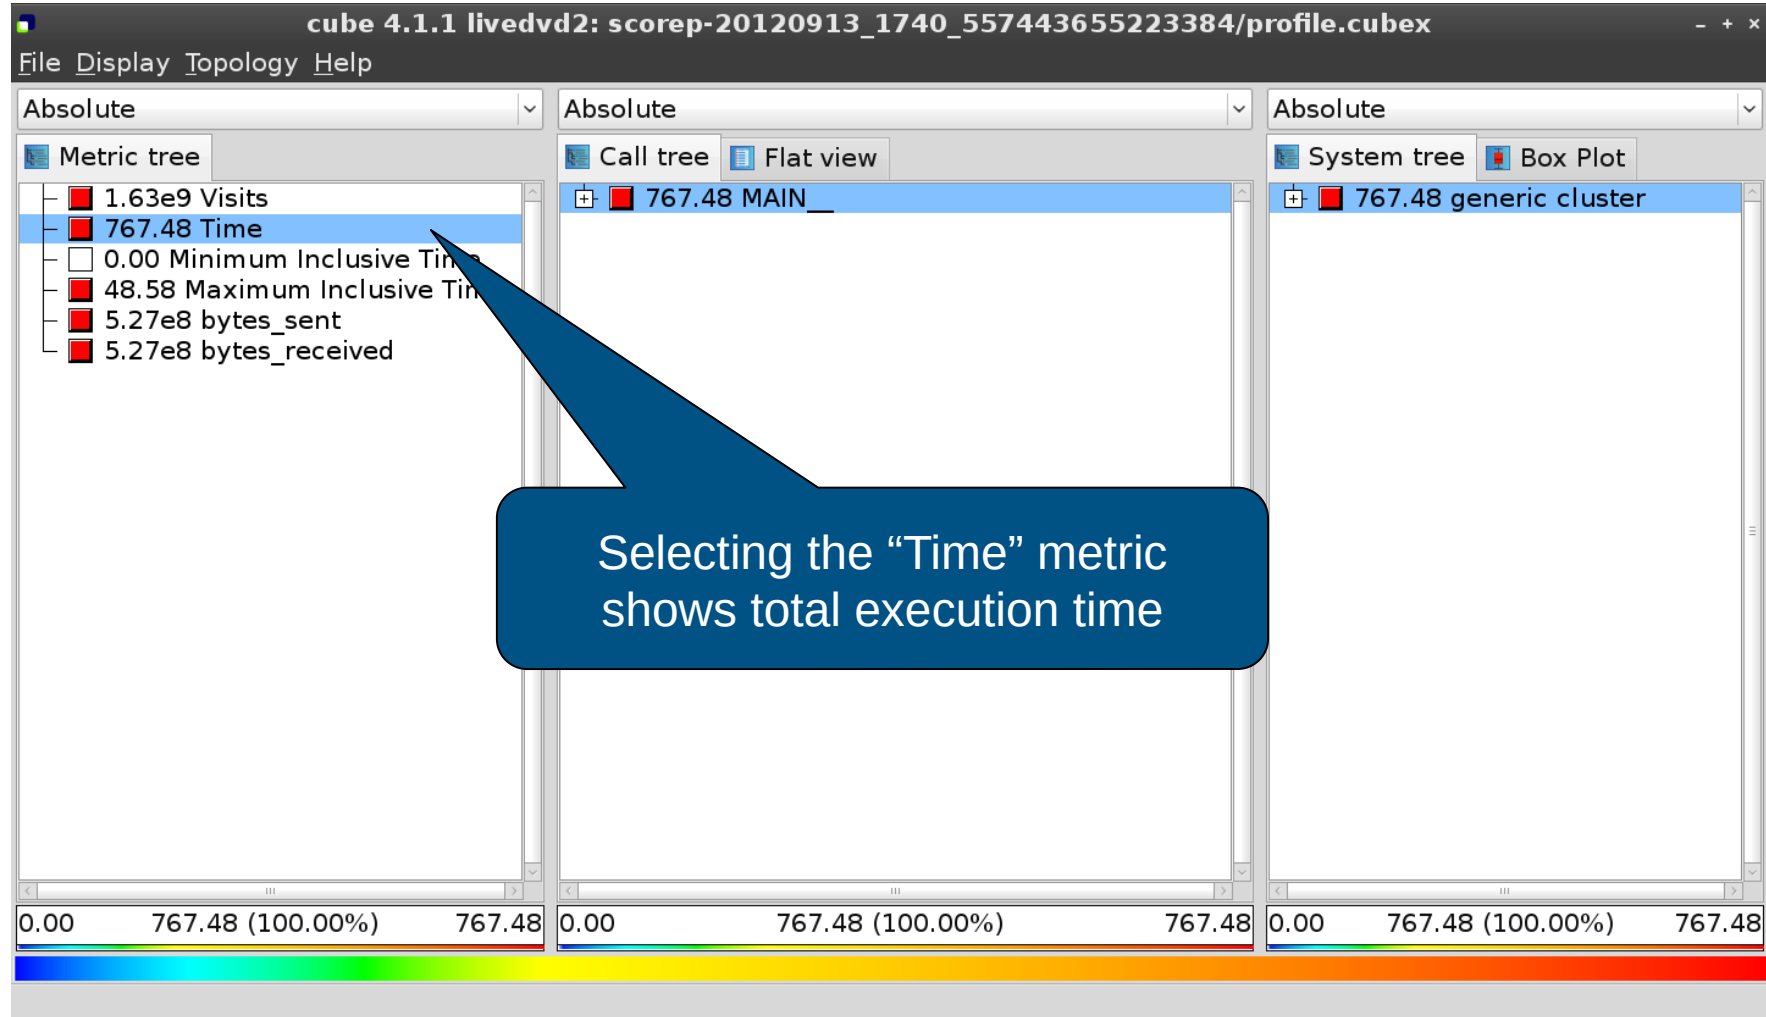 cube 4.1.1 livedvd2: scorep-20120913_1740_557443655223384/profile.cubex
File Display Topology Help
Absolute
Metric tree
1.63e9 Visits
767.48 Time
0.00 Minimum Inclusive Time
48.58 Maximum Inclusive Tim
5.27e8 bytes_sent
5.27e8 bytes_received
0.00 767.48 (100.00%) 767.48
Absolute
Call tree Flat view
767.48 MAIN__
Selecting the “Time” metric
shows total execution time
0.00 767.48 (100.00%) 767.48
Absolute
System tree Box Plot
767.48 generic cluster
0.00 767.48 (100.00%) 767.48